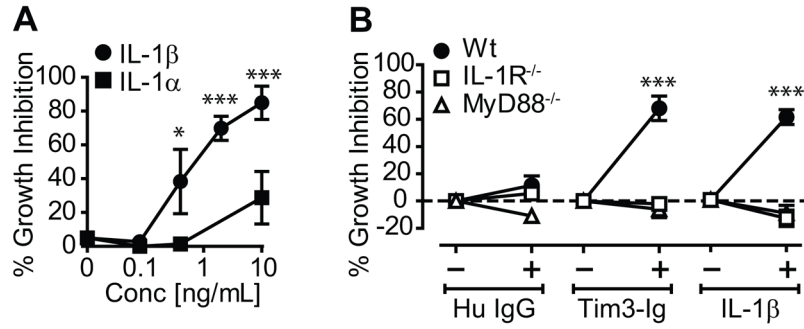 A
IL-1β
IL-1α
% Growth Inhibition
100
80
60
40
20
0
*
***
***
0
0.1
1
10
Conc [ng/mL]
B
Wt
IL-1R-/-
MyD88-/-
% Growth Inhibition
100
80
60
40
20
0
-20
***
***
– + – + – +
Hu IgG Tim3-Ig IL-1β